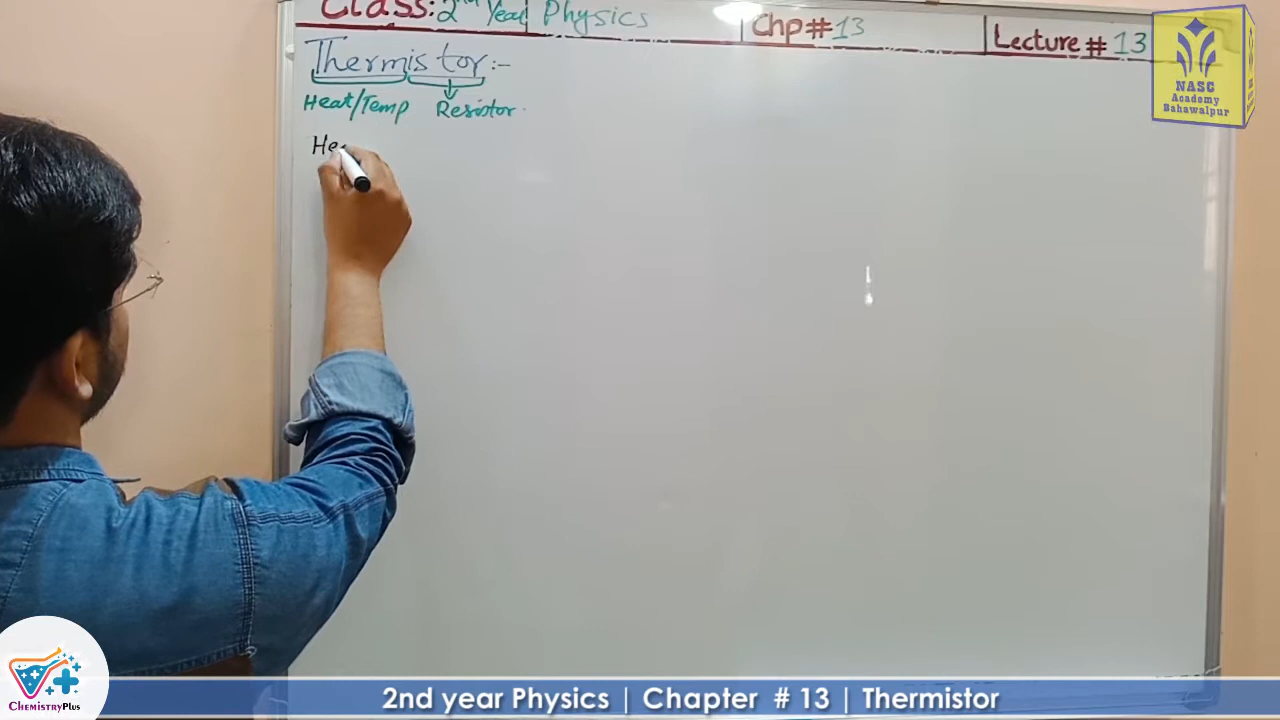 Class: 2nd Year Physics Chp # 13 Lecture # 13
Thermistor:-
Heat/Temp Resistor.
He
NASC
Academy
Bahawalpur
ChemistryPlus
2nd year Physics | Chapter # 13 | Thermistor